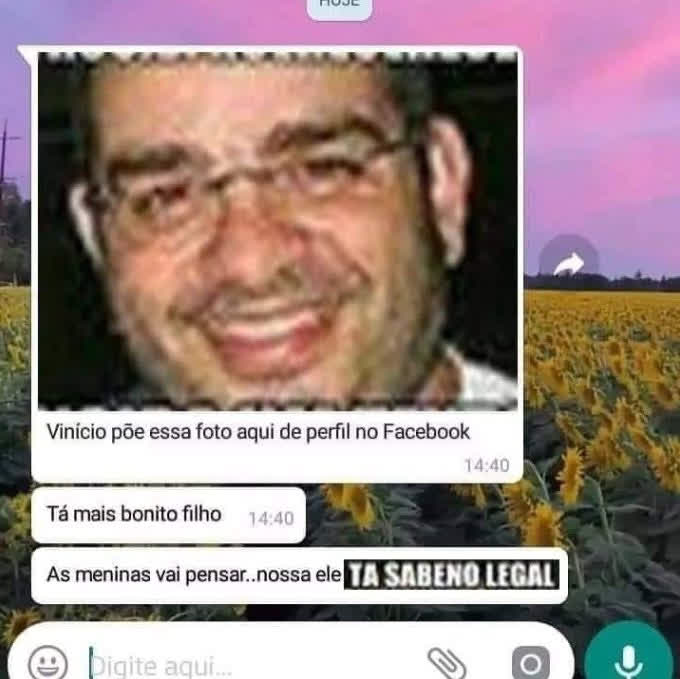 HOJE
Vinício põe essa foto aqui de perfil no Facebook
14:40
Tá mais bonito filho 14:40
As meninas vai pensar..nossa ele TA SABENO LEGAL
Digite aqui...